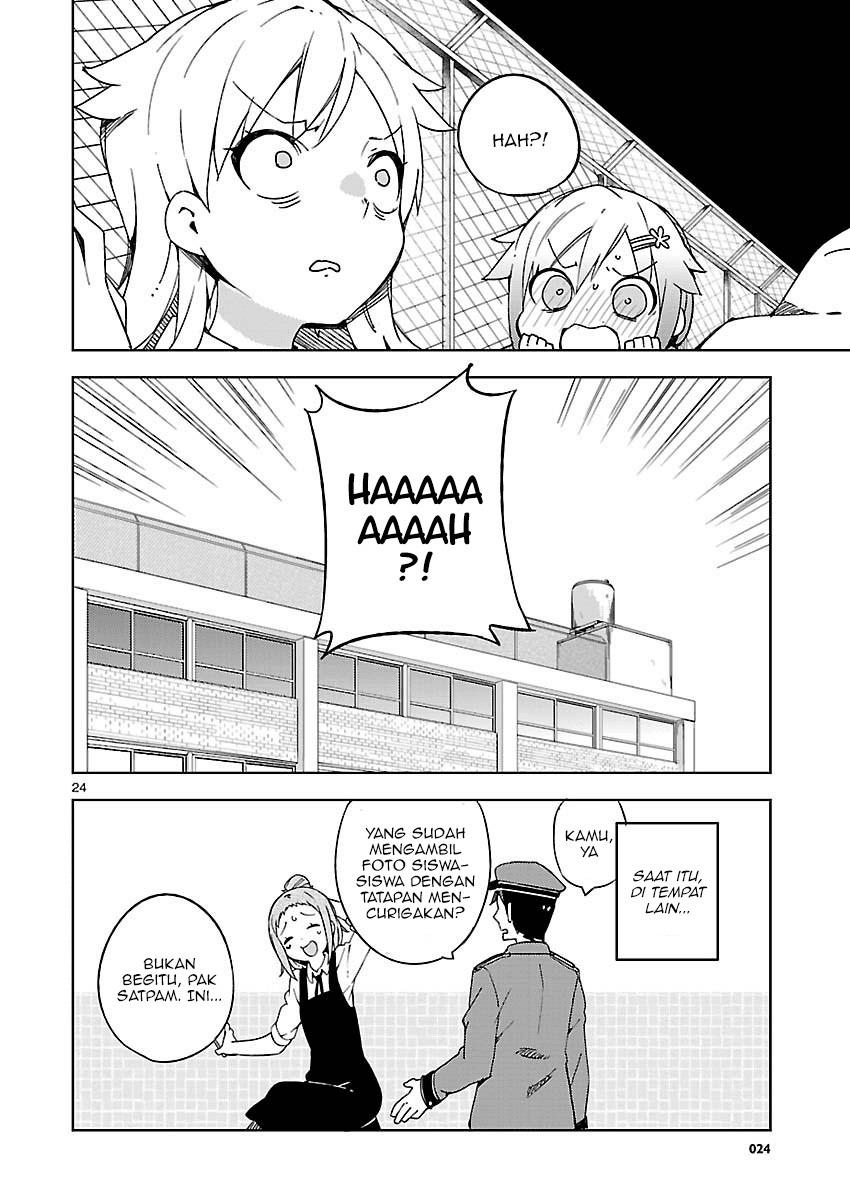 HAH?!
HAAAAA
AAAAH
?!
24
SAAT ITU,
DI TEMPAT
LAIN...
KAMU,
YA
YANG SUDAH
MENGAMBIL
FOTO SISWA-
SISWA DENGAN
TATAPAN MEN-
CURIGAKAN?
BUKAN
BEGITU, PAK
SATPAM. INI...
024